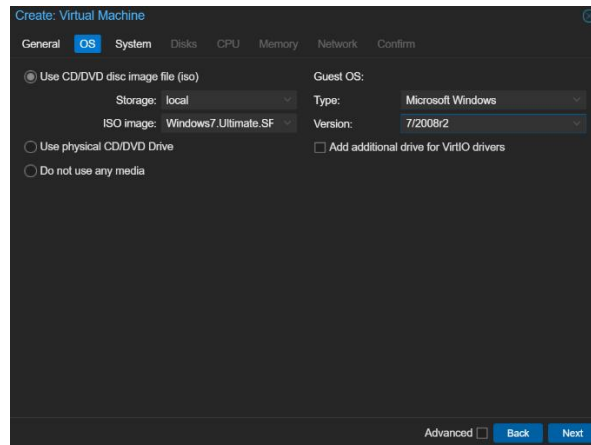 Create: Virtual Machine
General OS System Disks CPU Memory Network Confirm
Use CD/DVD disc image file (iso)
Storage: local
ISO image: Windows7.Ultimate.SF
Use physical CD/DVD Drive
Do not use any media
Guest OS:
Type: Microsoft Windows
Version: 7/2008r2
Add additional drive for VirtIO drivers
Advanced Back Next